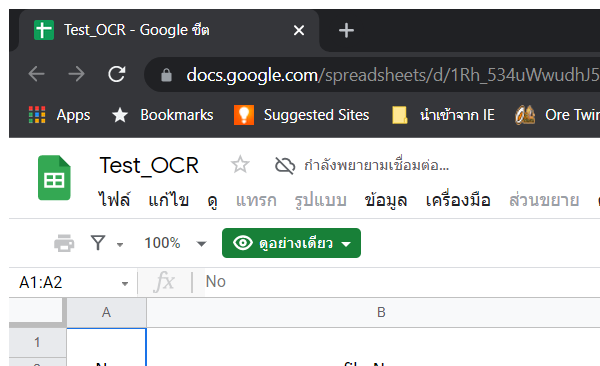 Test_OCR - Google ชีต
docs.google.com/spreadsheets/d/1Rh_534uWwudhJ5
Apps Bookmarks Suggested Sites นำเข้าจาก IE Ore Twin
Test_OCR กำลังพยายามเชื่อมต่อ...
ไฟล์ แก้ไข ดู แทรก รูปแบบ ข้อมูล เครื่องมือ ส่วนขยาย
100% ดูอย่างเดียว
A1:A2 fx No
A B
1